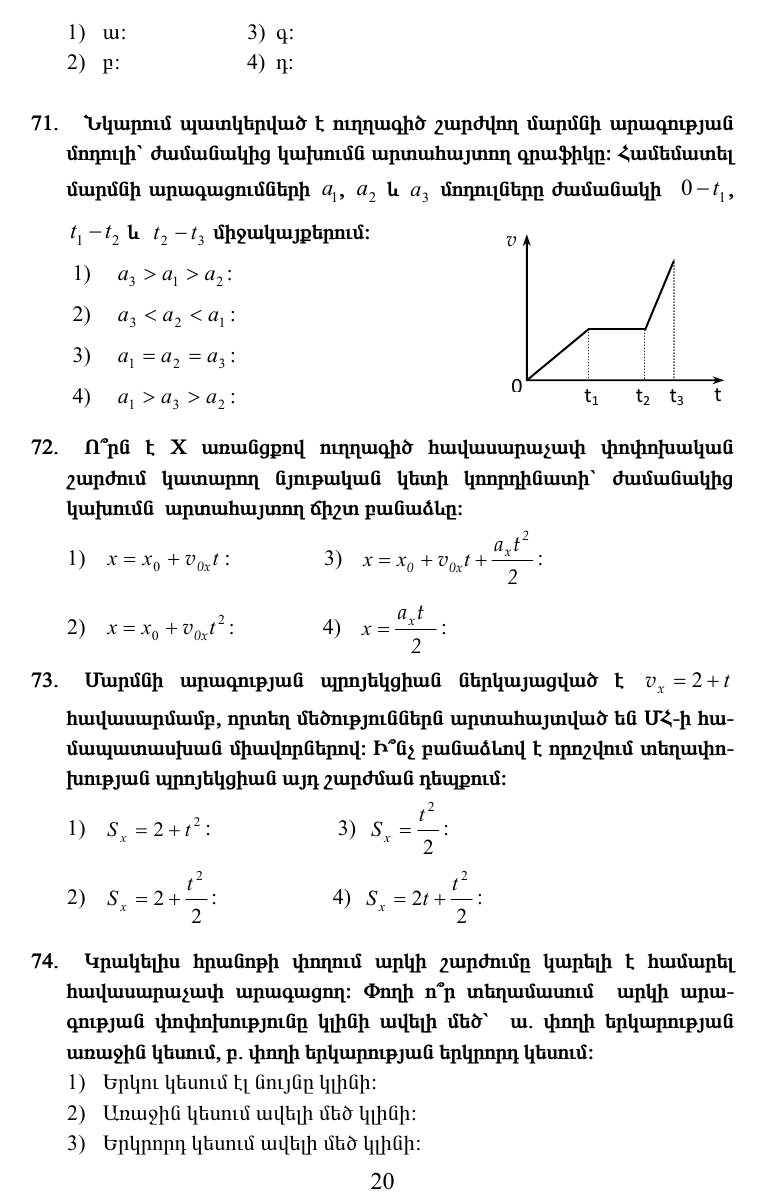 1) ա: 3) գ:
2) բ: 4) դ:
71. Նկարում պատկերված է ուղղագիծ շարժվող մարմնի արագության
մոդուլի՝ ժամանակից կախումն արտահայտող գրաֆիկը: Համեմատել
մարմնի արագացումների a₁, a₂ և a₃ մոդուլները ժամանակի 0 – t₁,
t₁ – t₂ և t₂ – t₃ միջակայքերում:
1) a₃ > a₁ > a₂:
2) a₃ < a₂ < a₁:
3) a₁ = a₂ = a₃:
4) a₁ > a₃ > a₂:
υ
0 t₁ t₂ t₃ t
72. Ո՞րն է X առանցքով ուղղագիծ հավասարաչափ փոփոխական
շարժում կատարող նյութական կետի կոորդինատի՝ ժամանակից
կախումն արտահայտող ճիշտ բանաձևը:
1) x = x₀ + υ₀ₓt: 3) x = x₀ + υ₀ₓt + aₓt²/2:
2) x = x₀ + υ₀ₓt²: 4) x = aₓt/2:
73. Մարմնի արագության պրոյեկցիան ներկայացված է υₓ = 2 + t
հավասարմամբ, որտեղ մեծություններն արտահայտված են ՄՀ-ի հա-
մապատասխան միավորներով: Ի՞նչ բանաձևով է որոշվում տեղափո-
խության պրոյեկցիան այդ շարժման դեպքում:
1) Sₓ = 2 + t²: 3) Sₓ = t²/2:
2) Sₓ = 2 + t²/2: 4) Sₓ = 2t + t²/2:
74. Կրակելիս հրանոթի փողում արկի շարժումը կարելի է համարել
հավասարաչափ արագացող: Փողի ո՞ր տեղամասում արկի արա-
գության փոփոխությունը կլինի ավելի մեծ՝ ա. փողի երկարության
առաջին կեսում, բ. փողի երկարության երկրորդ կեսում:
1) Երկու կեսում էլ նույնը կլինի:
2) Առաջին կեսում ավելի մեծ կլինի:
3) Երկրորդ կեսում ավելի մեծ կլինի:
20